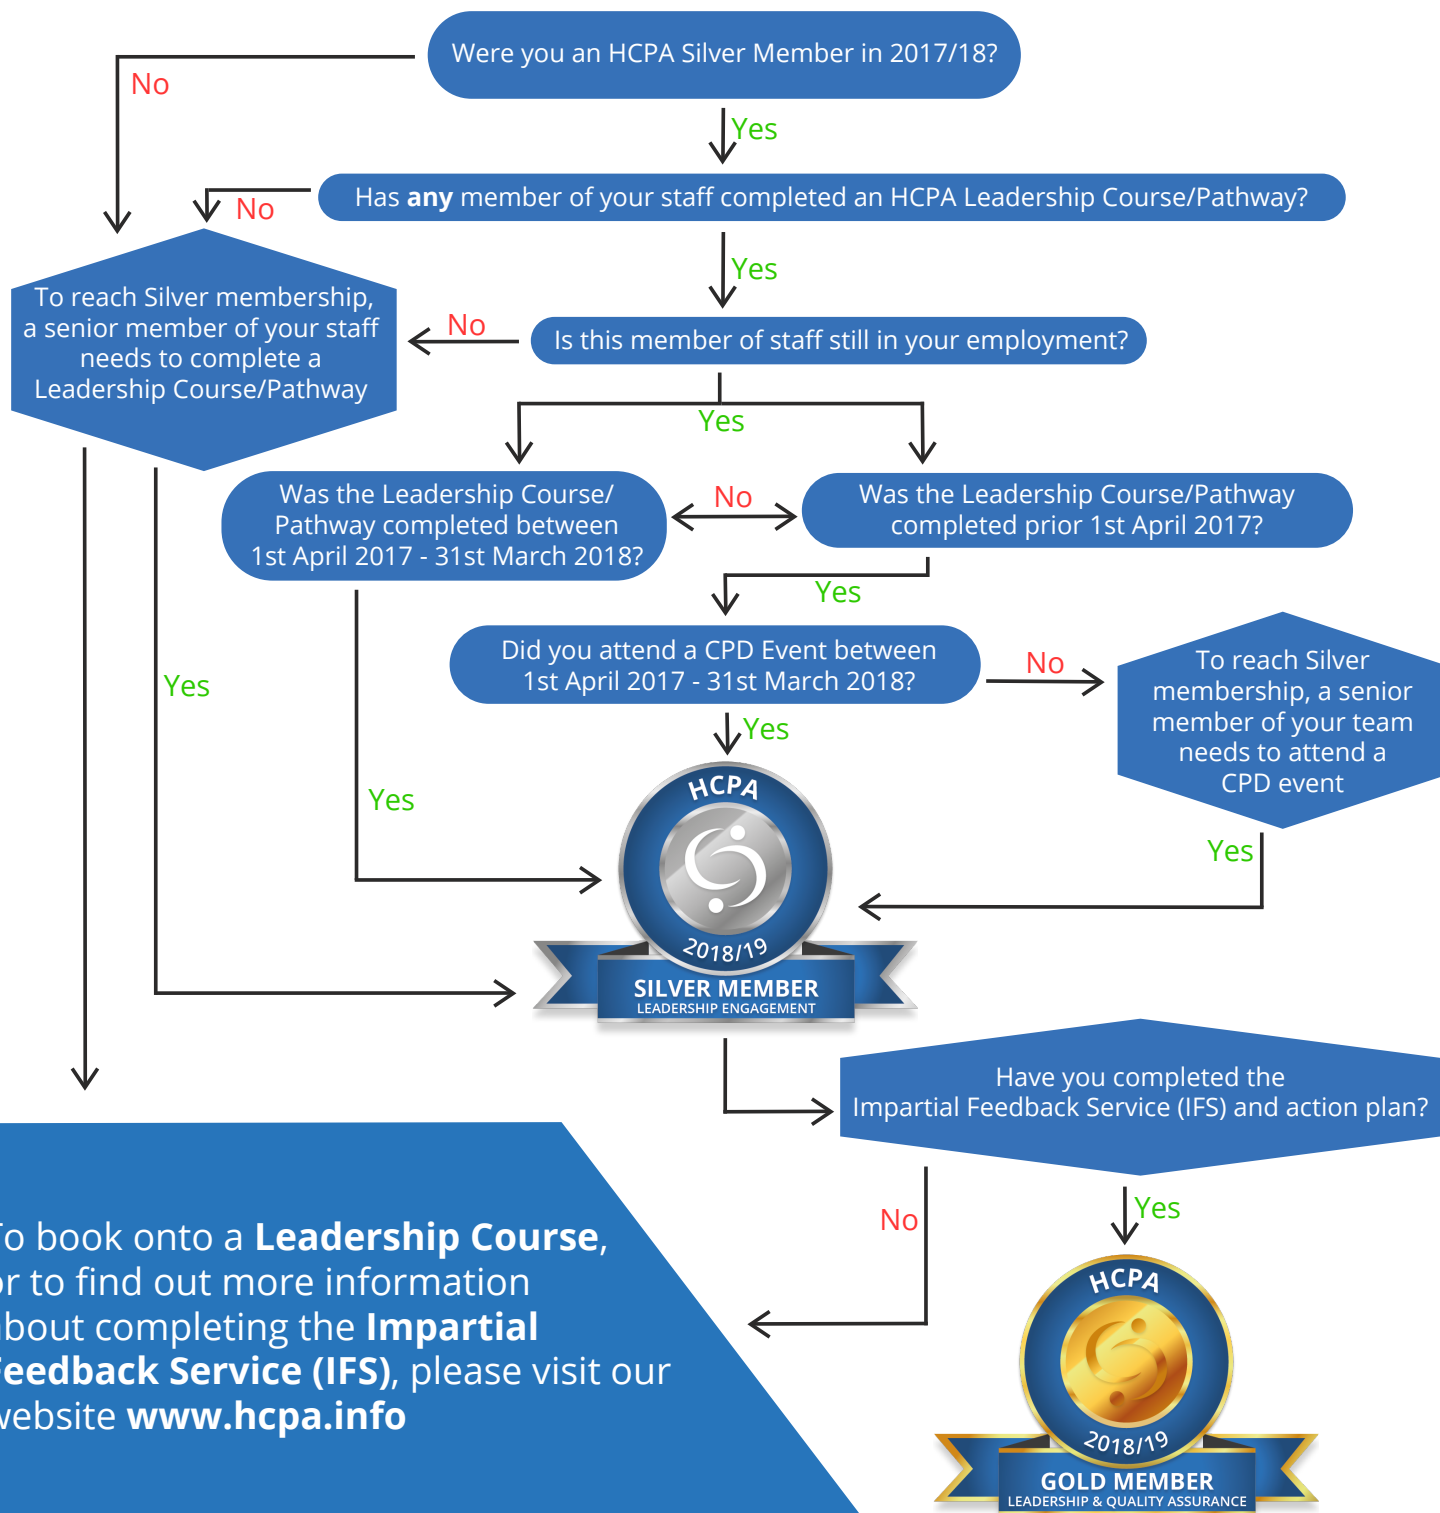 Were you an HCPA Silver Member in 2017/18?
No
Yes
Has any member of your staff completed an HCPA Leadership Course/Pathway?
No
Yes
To reach Silver membership,
a senior member of your staff
needs to complete a
Leadership Course/Pathway
No
Is this member of staff still in your employment?
Yes
Was the Leadership Course/
Pathway completed between
1st April 2017 - 31st March 2018?
No
Was the Leadership Course/Pathway
completed prior 1st April 2017?
Yes
Did you attend a CPD Event between
1st April 2017 - 31st March 2018?
No
To reach Silver
membership, a senior
member of your team
needs to attend a
CPD event
Yes
Yes
Yes
Yes
HCPA
2018/19
SILVER MEMBER
LEADERSHIP ENGAGEMENT
Have you completed the
Impartial Feedback Service (IFS) and action plan?
No
Yes
To book onto a Leadership Course,
or to find out more information
about completing the Impartial
Feedback Service (IFS), please visit our
website www.hcpa.info
HCPA
2018/19
GOLD MEMBER
LEADERSHIP & QUALITY ASSURANCE